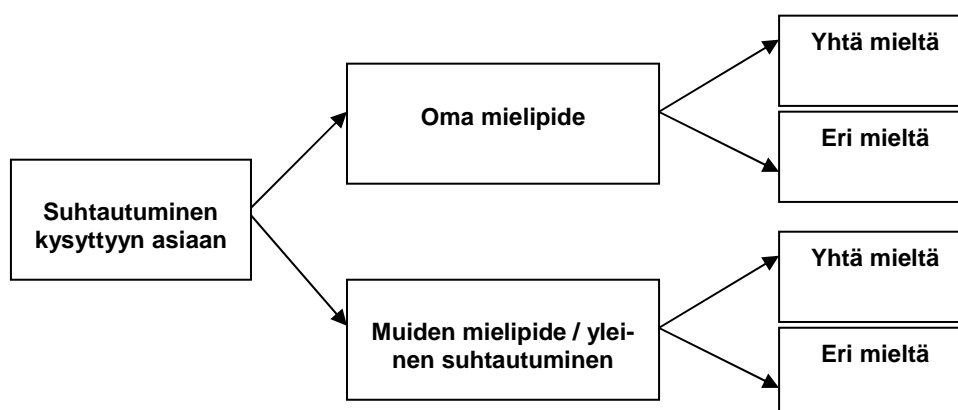 Suhtautuminen
kysyttyyn asiaan
Oma mielipide
Yhtä mieltä
Eri mieltä
Muiden mielipide / ylei-
nen suhtautuminen
Yhtä mieltä
Eri mieltä